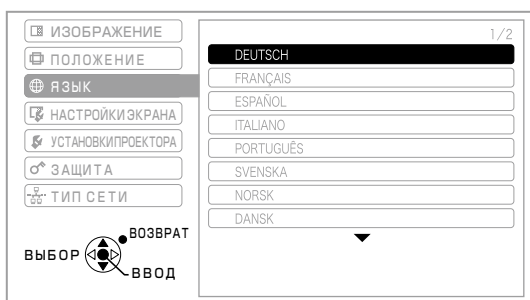 ИЗОБРАЖЕНИЕ
ПОЛОЖЕНИЕ
ЯЗЫК
НАСТРОЙКИ ЭКРАНА
УСТАНОВКИ ПРОЕКТОРА
ЗАЩИТА
ТИП СЕТИ
ВОЗВРАТ
ВЫБОР
ВВОД
1/2
DEUTSCH
FRANÇAIS
ESPAÑOL
ITALIANO
PORTUGUÊS
SVENSKA
NORSK
DANSK